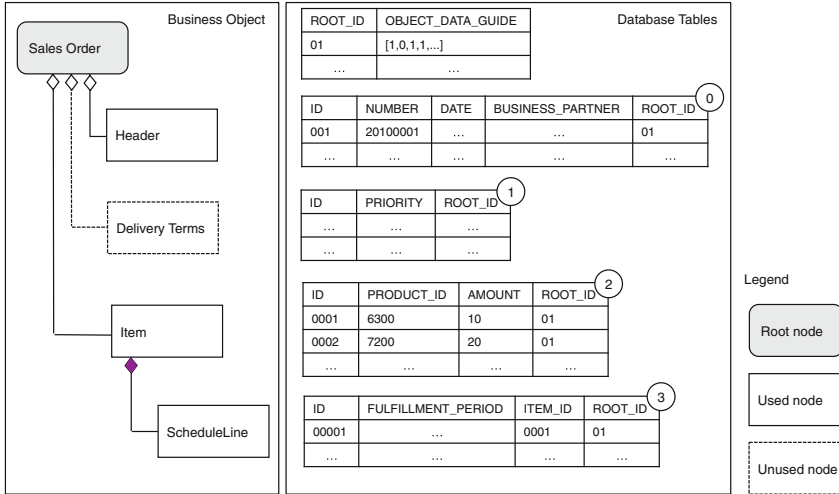 Business Object
Sales Order
Header
Delivery Terms
Item
ScheduleLine
Database Tables
ROOT_ID OBJECT_DATA_GUIDE
01 [1,0,1,1,...]
... ...
0
ID NUMBER DATE BUSINESS_PARTNER ROOT_ID
001 20100001 ... ... 01
... ... ... ... ...
1
ID PRIORITY ROOT_ID
... ... ...
... ... ...
2
ID PRODUCT_ID AMOUNT ROOT_ID
0001 6300 10 01
0002 7200 20 01
... ... ... ...
3
ID FULFILLMENT_PERIOD ITEM_ID ROOT_ID
00001 ... 0001 01
... ... ... ...
Legend
Root node
Used node
Unused node